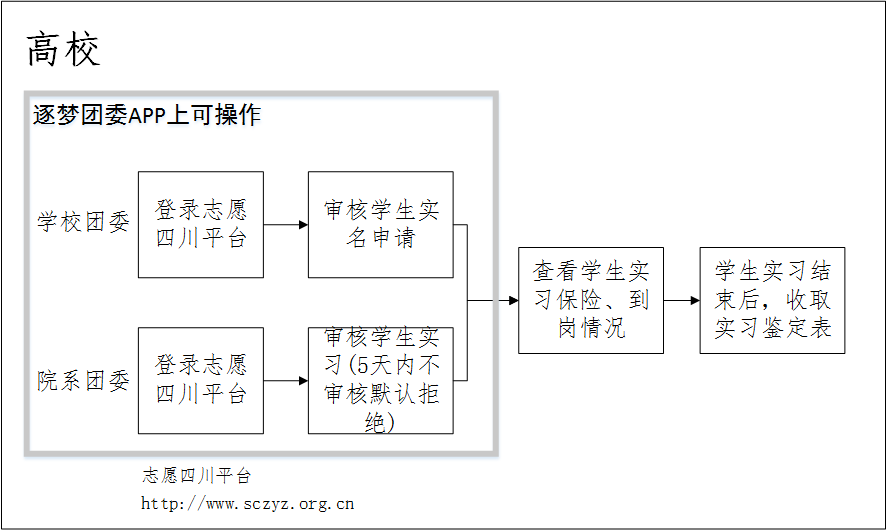 高校
逐梦团委APP上可操作
学校团委
登录志愿
四川平台
审核学生实
名申请
院系团委
登录志愿
四川平台
审核学生实
习(5天内不
审核默认拒
绝)
查看学生实
习保险、到
岗情况
学生实习结
束后，收取
实习鉴定表
志愿四川平台
http://www.sczyz.org.cn